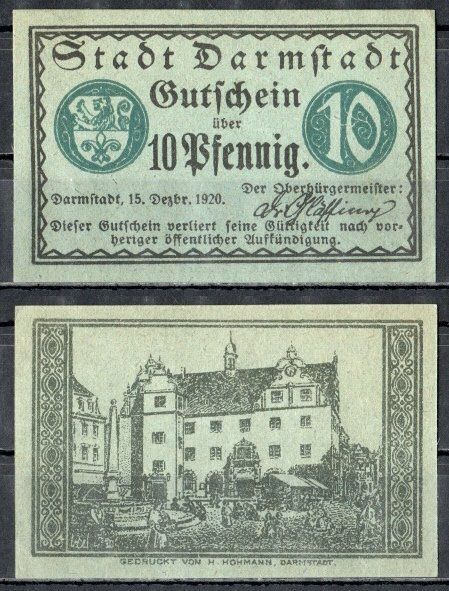 Stadt Darmstadt
Gutschein
über
10 Pfennig.
10
Darmstadt, 15. Dezbr. 1920.
Der Oberbürgermeister:
Dieser Gutschein verliert seine Gültigkeit nach vor-
heriger öffentlicher Aufkündigung.
GEDRUCKT VON H. HOHMANN, DARMSTADT.